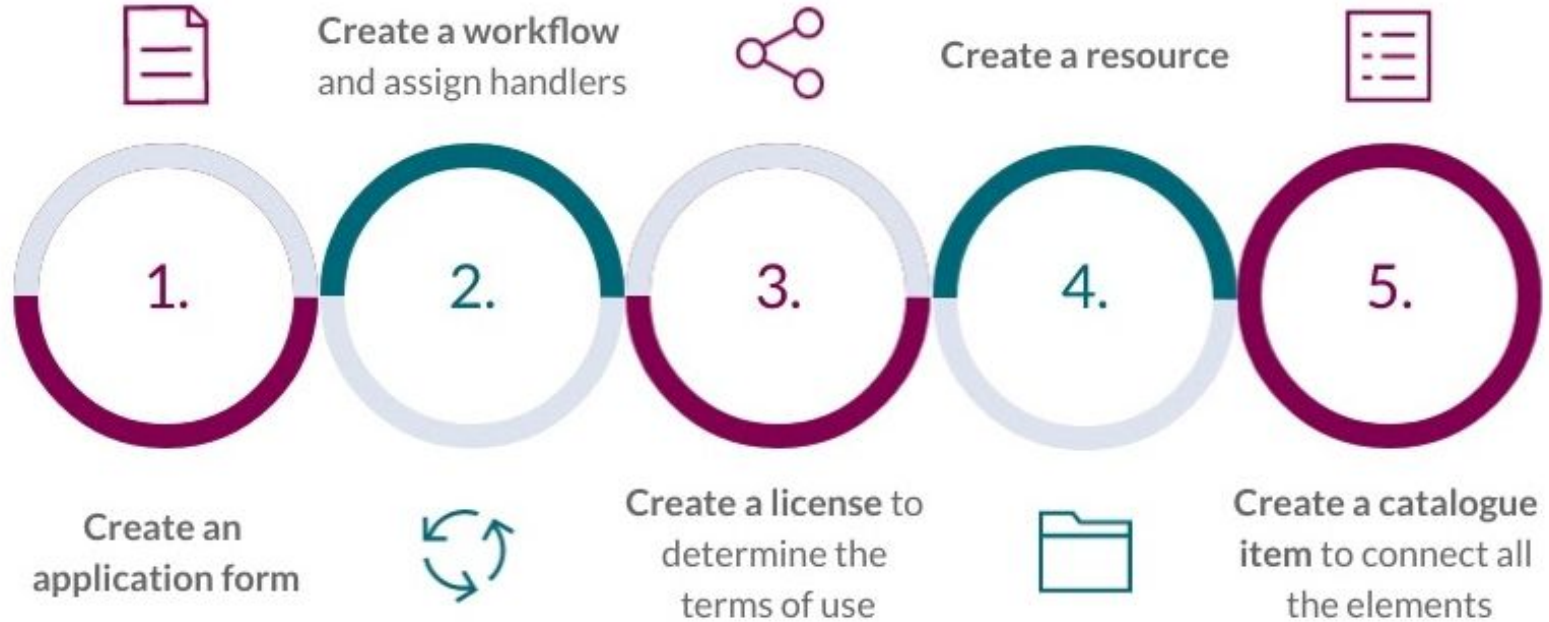 1.
Create an
application form
Create a workflow
and assign handlers
2.
3.
Create a license to
determine the
terms of use
Create a resource
4.
5.
Create a catalogue
item to connect all
the elements